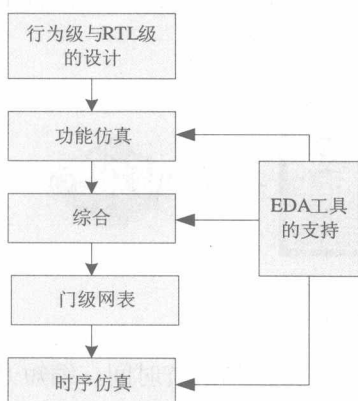 行为级与RTL级
的设计
功能仿真
综合
EDA工具
的支持
门级网表
时序仿真